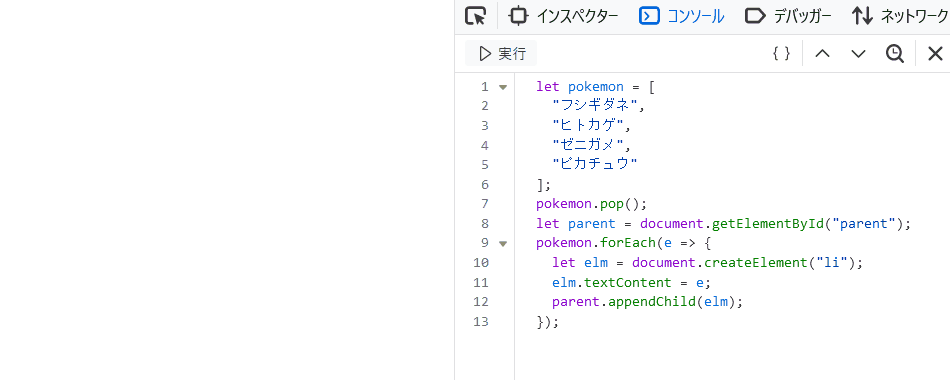 インスペクター コンソール デバッガー ネットワーク
実行 { }
1 let pokemon = [
2 "フシギダネ",
3 "ヒトカゲ",
4 "ゼニガメ",
5 "ピカチュウ"
6 ];
7 pokemon.pop();
8 let parent = document.getElementById("parent");
9 pokemon.forEach(e => {
10 let elm = document.createElement("li");
11 elm.textContent = e;
12 parent.appendChild(elm);
13 });